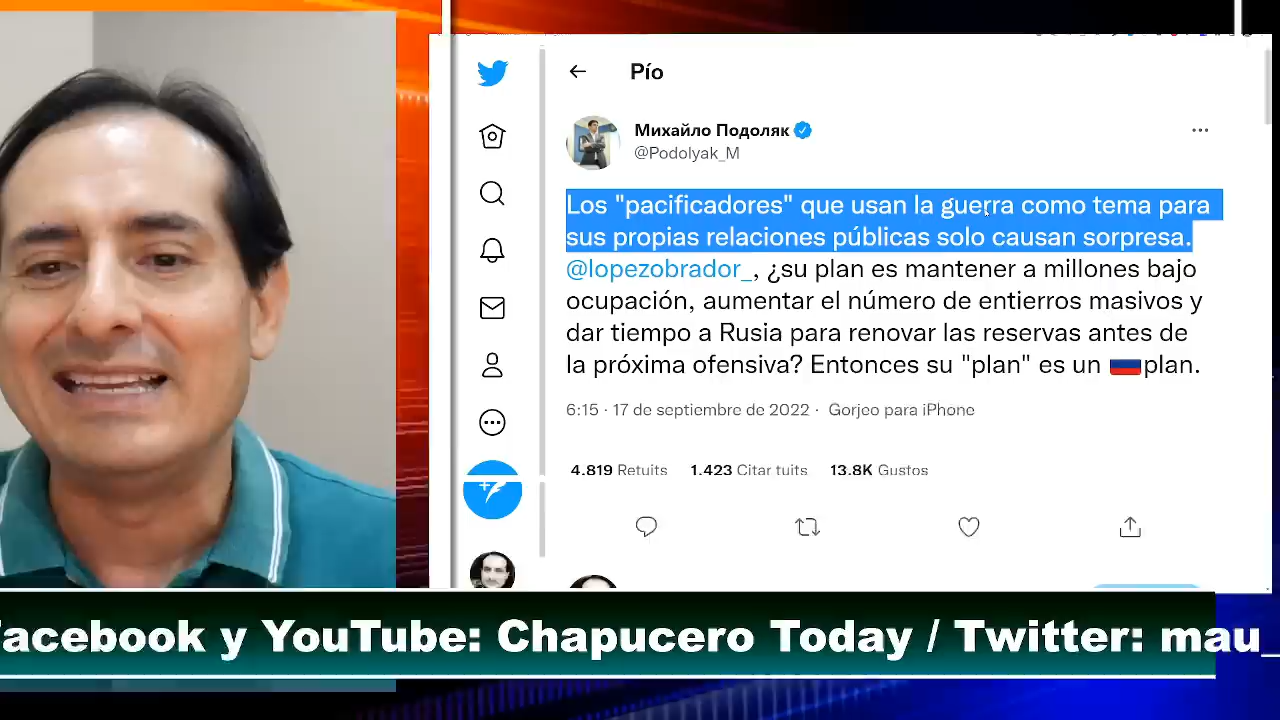 Pío
Михайло Подоляк
@Podolyak_M
Los "pacificadores" que usan la guerra como tema para
sus propias relaciones públicas solo causan sorpresa.
@lopezobrador_, ¿su plan es mantener a millones bajo
ocupación, aumentar el número de entierros masivos y
dar tiempo a Rusia para renovar las reservas antes de
la próxima ofensiva? Entonces su "plan" es un 🇷🇺plan.
6:15 · 17 de septiembre de 2022 · Gorjeo para iPhone
4.819 Retuits 1.423 Citar tuits 13.8K Gustos
Facebook y YouTube: Chapucero Today / Twitter: mau_